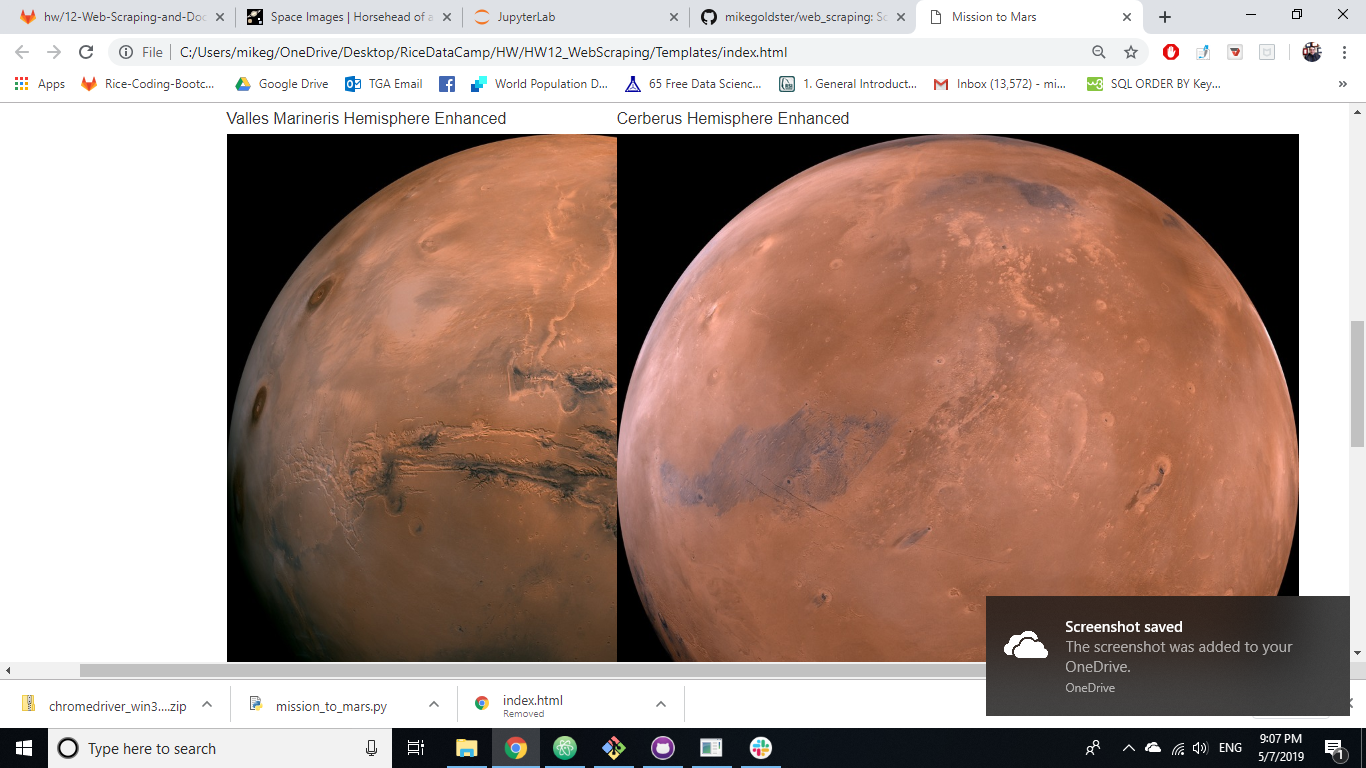 hw/12-Web-Scraping-and-Doc
Space Images | Horsehead of a
JupyterLab
mikegoldster/web_scraping: Sc
Mission to Mars
File
C:/Users/mikeg/OneDrive/Desktop/RiceDataCamp/HW/HW12_WebScraping/Templates/index.html
Apps
Rice-Coding-Bootc...
Google Drive
TGA Email
World Population D...
65 Free Data Scienc...
1. General Introduct...
Inbox (13,572) - mi...
w3
SQL ORDER BY Key...
»
Valles Marineris Hemisphere Enhanced
Cerberus Hemisphere Enhanced
Screenshot saved
The screenshot was added to your
OneDrive.
OneDrive
chromedriver_win3....zip
mission_to_mars.py
index.html
Removed
Type here to search
ENG
9:07 PM
5/7/2019
1